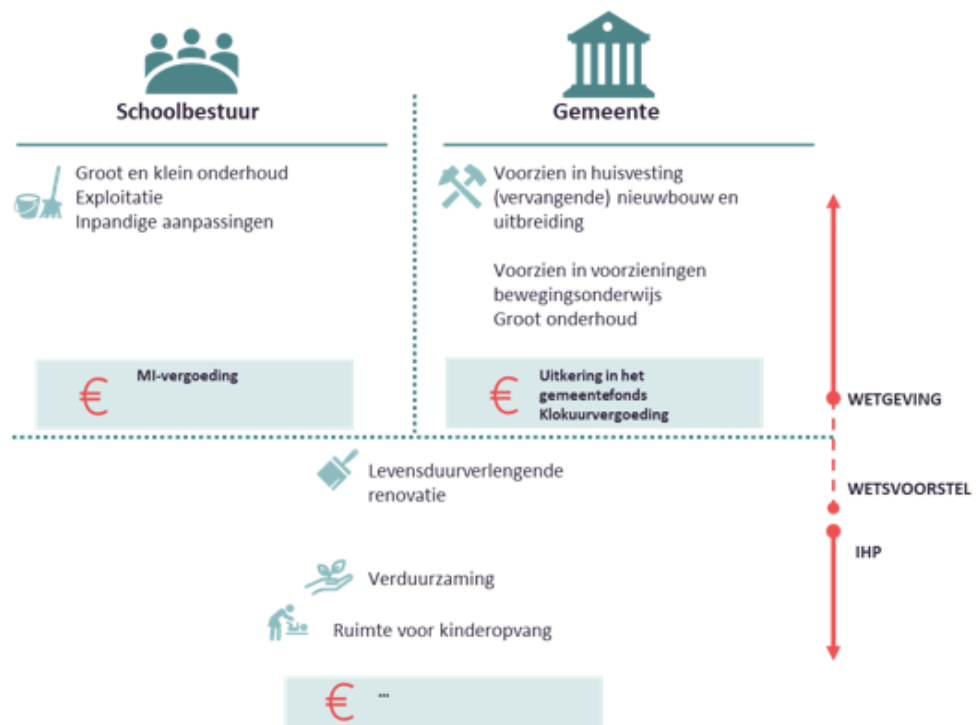 Schoolbestuur
Groot en klein onderhoud
Exploitatie
Inpandige aanpassingen
€
MI-vergoeding
Gemeente
Voorzien in huisvesting
(vervangende) nieuwbouw en
uitbreiding
Voorzien in voorzieningen
bewegingsonderwijs
Groot onderhoud
€
Uitkering in het
gemeentefonds
Klokuurvergoeding
WETGEVING
Levensduurverlengende
renovatie
WETSVOORSTEL
IHP
Verduurzaming
Ruimte voor kinderopvang
€
...